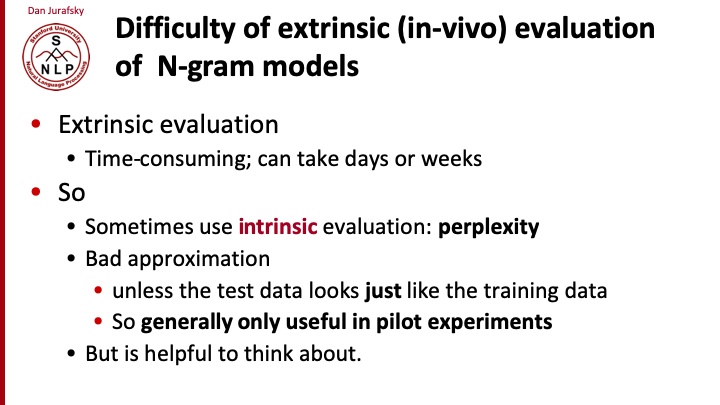 Dan Jurafsky
Stanford University
S
N L P
Natural Language Processing
Difficulty of extrinsic (in-vivo) evaluation
of N-gram models
• Extrinsic evaluation
• Time-consuming; can take days or weeks
• So
• Sometimes use intrinsic evaluation: perplexity
• Bad approximation
• unless the test data looks just like the training data
• So generally only useful in pilot experiments
• But is helpful to think about.